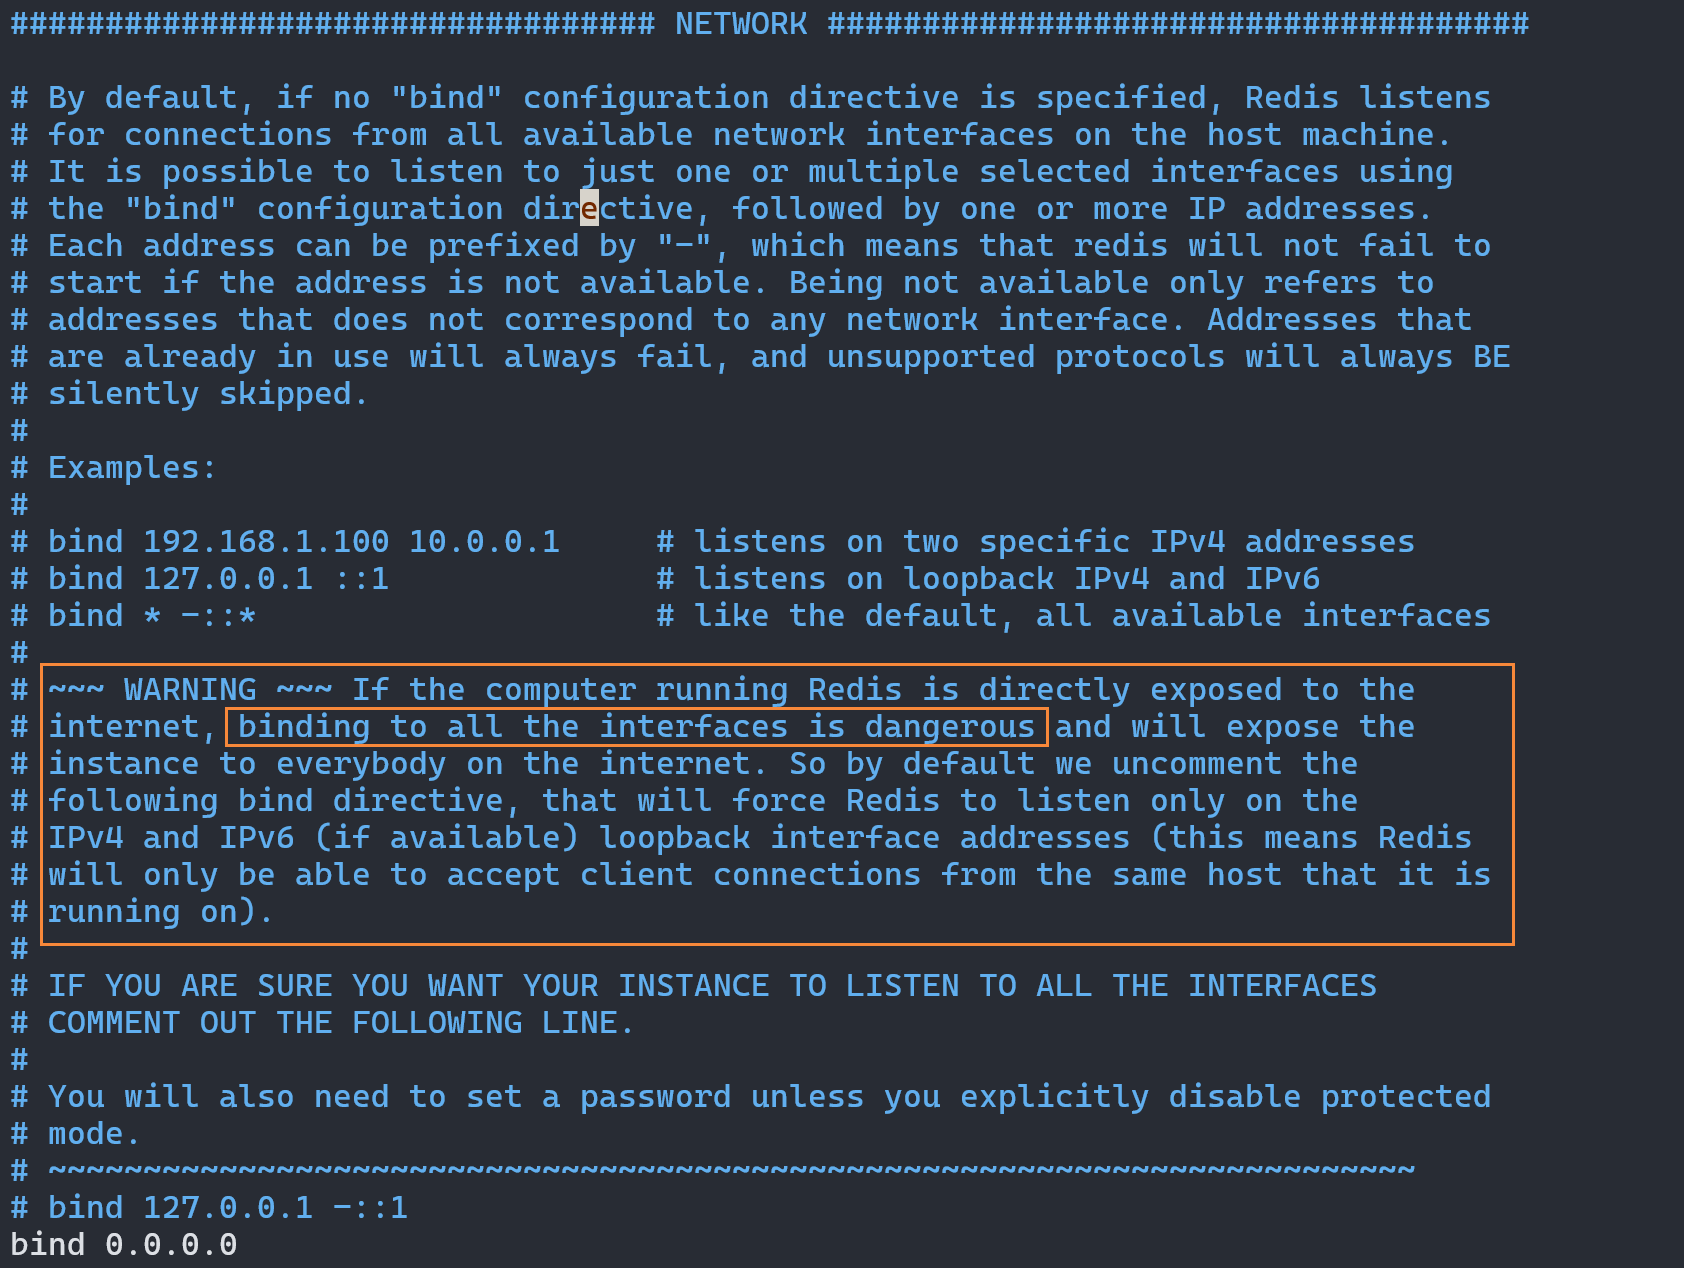 ################################## NETWORK #####################################
# By default, if no "bind" configuration directive is specified, Redis listens
# for connections from all available network interfaces on the host machine.
# It is possible to listen to just one or multiple selected interfaces using
# the "bind" configuration directive, followed by one or more IP addresses.
# Each address can be prefixed by "-", which means that redis will not fail to
# start if the address is not available. Being not available only refers to
# addresses that does not correspond to any network interface. Addresses that
# are already in use will always fail, and unsupported protocols will always BE
# silently skipped.
#
# Examples:
#
# bind 192.168.1.100 10.0.0.1     # listens on two specific IPv4 addresses
# bind 127.0.0.1 ::1              # listens on loopback IPv4 and IPv6
# bind * -::*                     # like the default, all available interfaces
#
# ~~~ WARNING ~~~ If the computer running Redis is directly exposed to the
# internet, binding to all the interfaces is dangerous and will expose the
# instance to everybody on the internet. So by default we uncomment the
# following bind directive, that will force Redis to listen only on the
# IPv4 and IPv6 (if available) loopback interface addresses (this means Redis
# will only be able to accept client connections from the same host that it is
# running on).
#
# IF YOU ARE SURE YOU WANT YOUR INSTANCE TO LISTEN TO ALL THE INTERFACES
# COMMENT OUT THE FOLLOWING LINE.
#
# You will also need to set a password unless you explicitly disable protected
# mode.
# ~~~~~~~~~~~~~~~~~~~~~~~~~~~~~~~~~~~~~~~~~~~~~~~~~~~~~~~~~~~~~~~~~~~~~~~~
# bind 127.0.0.1 -::1
bind 0.0.0.0